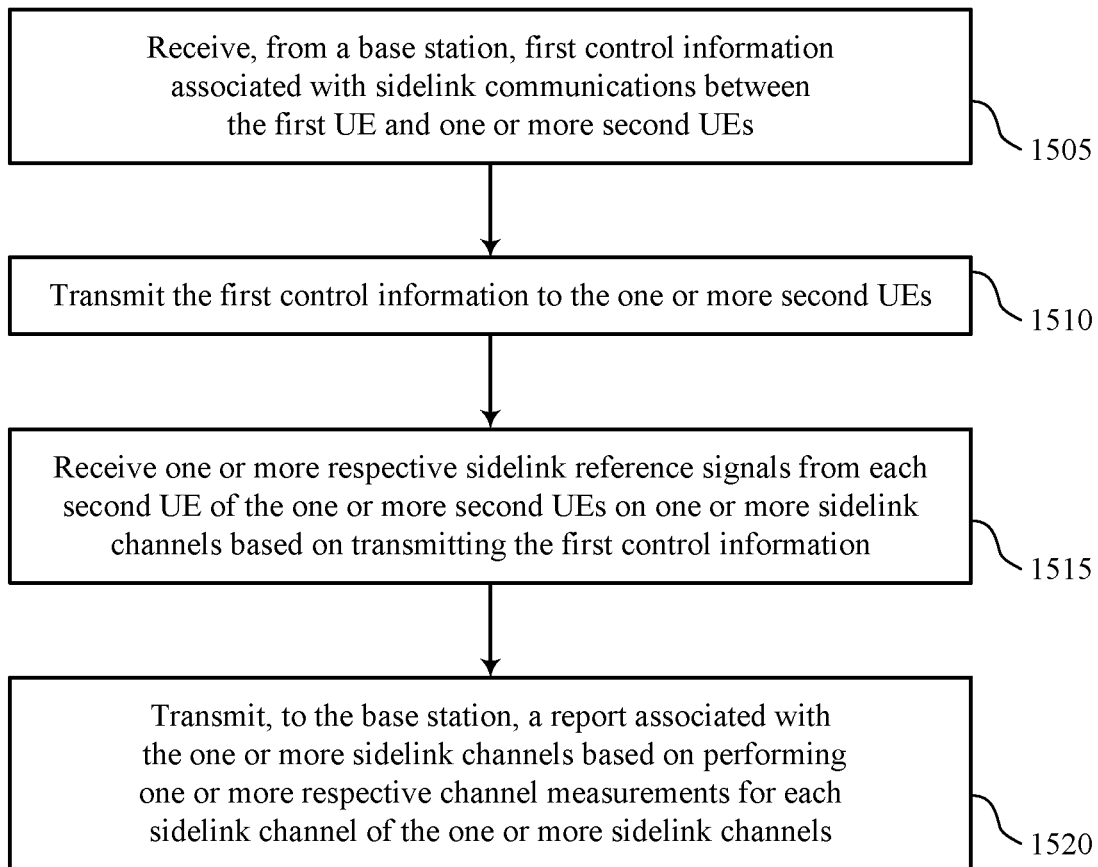 Receive, from a base station, first control information
associated with sidelink communications between
the first UE and one or more second UEs
1505
Transmit the first control information to the one or more second UEs
1510
Receive one or more respective sidelink reference signals from each
second UE of the one or more second UEs on one or more sidelink
channels based on transmitting the first control information
1515
Transmit, to the base station, a report associated with
the one or more sidelink channels based on performing
one or more respective channel measurements for each
sidelink channel of the one or more sidelink channels
1520